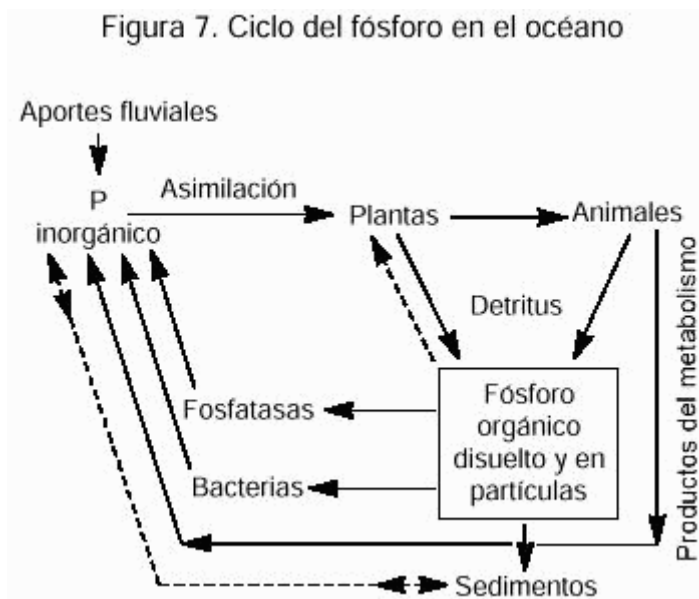 Figura 7. Ciclo del fósforo en el océano
Aportes fluviales
P
inorgánico
Asimilación
Plantas
Animales
Detritus
Productos del metabolismo
Fósforo
orgánico
disuelto y en
partículas
Fosfatasas
Bacterias
Sedimentos